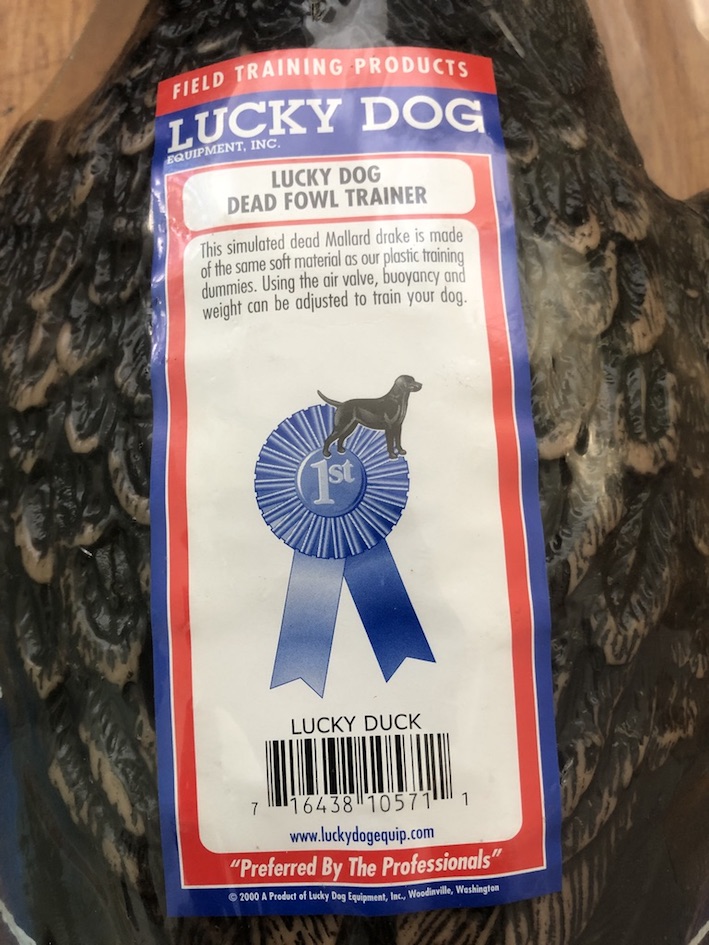 FIELD TRAINING PRODUCTS
LUCKY DOG
EQUIPMENT, INC.
LUCKY DOG
DEAD FOWL TRAINER
This simulated dead Mallard drake is made
of the same soft material as our plastic training
dummies. Using the air valve, buoyancy and
weight can be adjusted to train your dog.
1st
LUCKY DUCK
7 16438 10571 1
www.luckydogequip.com
"Preferred By The Professionals"
© 2000 A Product of Lucky Dog Equipment, Inc., Woodinville, Washington